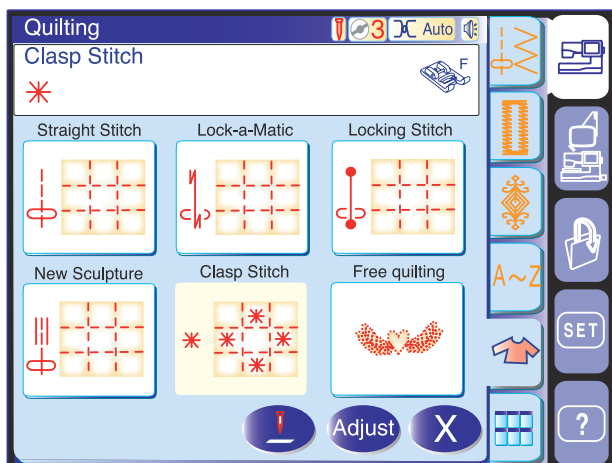 Quilting
3 Auto
Clasp Stitch
F
Straight Stitch Lock-a-Matic Locking Stitch
New Sculpture Clasp Stitch Free quilting
A~Z
SET
Adjust X
?